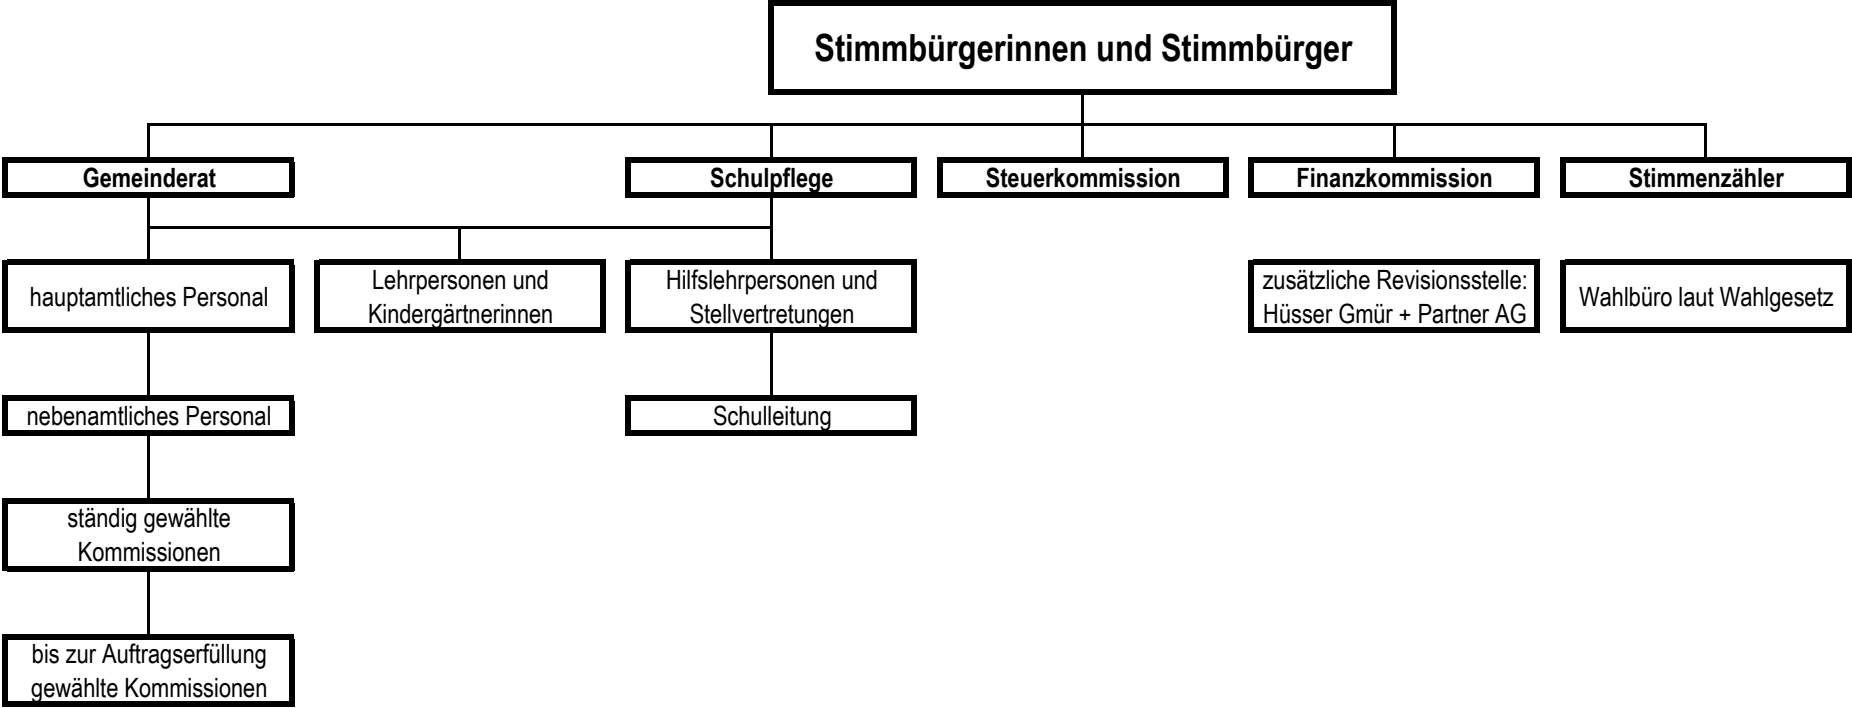 Stimmbürgerinnen und Stimmbürger
Gemeinderat
Schulpflege
Steuerkommission
Finanzkommission
Stimmenzähler
hauptamtliches Personal
Lehrpersonen und
Kindergärtnerinnen
Hilfslehrpersonen und
Stellvertretungen
zusätzliche Revisionsstelle:
Hüsser Gmür + Partner AG
Wahlbüro laut Wahlgesetz
nebenamtliches Personal
Schulleitung
ständig gewählte
Kommissionen
bis zur Auftragserfüllung
gewählte Kommissionen